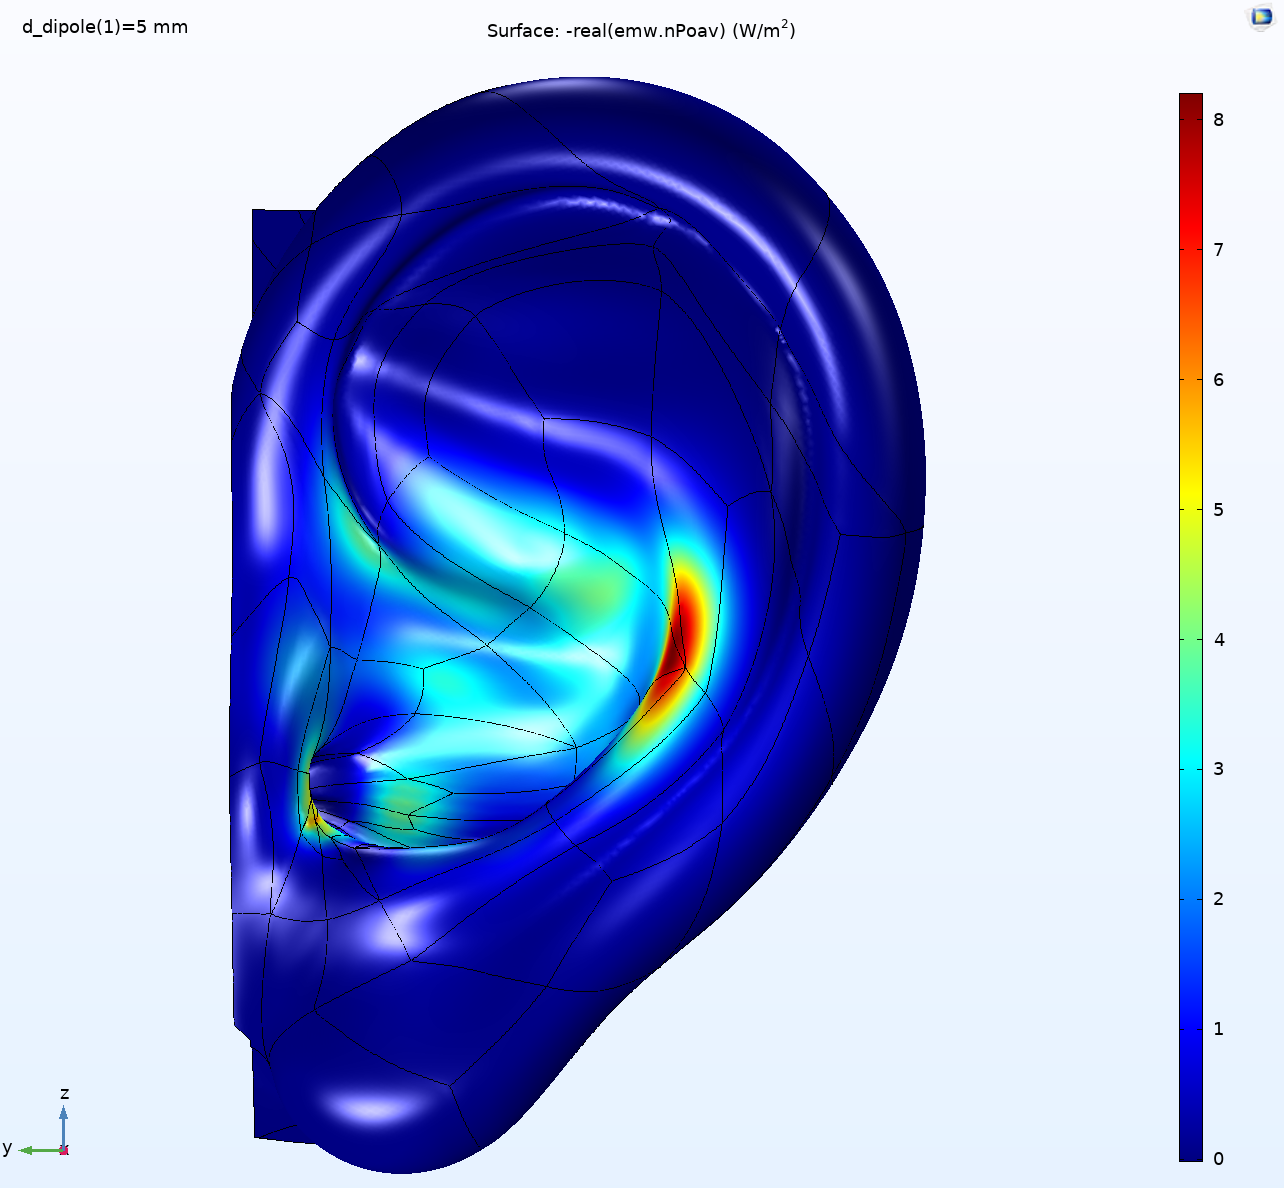 d_dipole(1)=5 mm
Surface: -real(emw.nPoav) (W/m²)
8
7
6
5
4
3
2
1
0
z
y
x